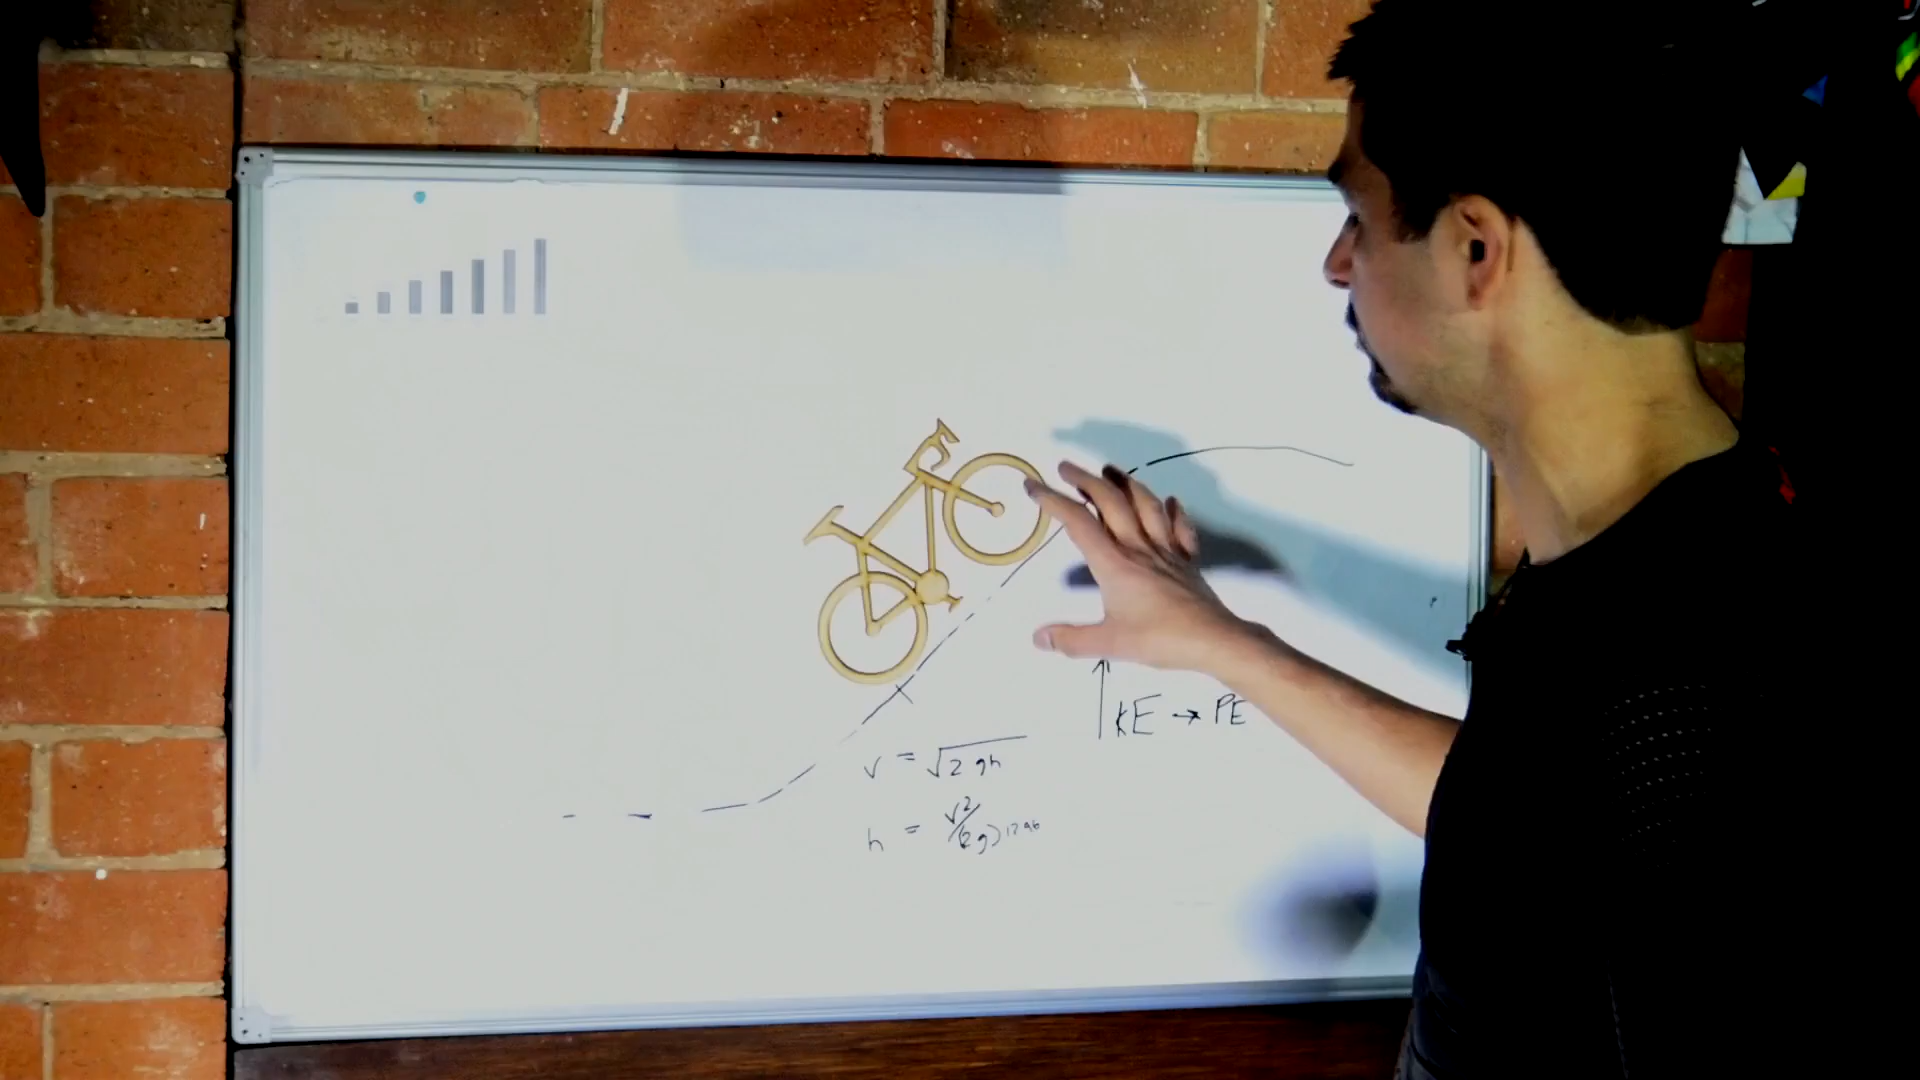 KE → PE
v = √2gh
h = v²/(2g)